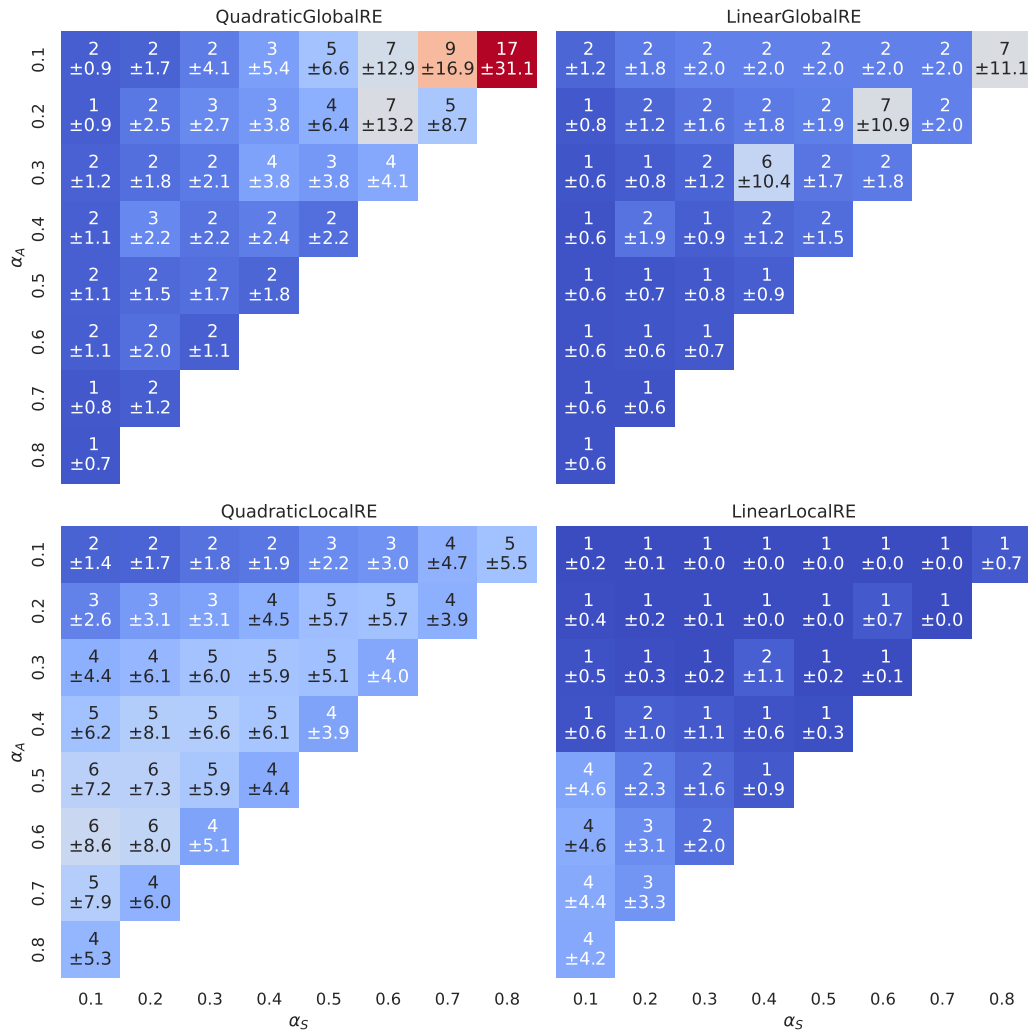 QuadraticGlobalRE
0.1
2 2 2 3 5 7 9 17
±0.9 ±1.7 ±4.1 ±5.4 ±6.6 ±12.9 ±16.9 ±31.1
0.2
1 2 3 3 4 7 5
±0.9 ±2.5 ±2.7 ±3.8 ±6.4 ±13.2 ±8.7
0.3
2 2 2 4 3 4
±1.2 ±1.8 ±2.1 ±3.8 ±3.8 ±4.1
0.4
2 3 2 2 2
±1.1 ±2.2 ±2.2 ±2.4 ±2.2
0.5
2 2 2 2
±1.1 ±1.5 ±1.7 ±1.8
0.6
2 2 2
±1.1 ±2.0 ±1.1
0.7
1 2
±0.8 ±1.2
0.8
1
±0.7
α_A
LinearGlobalRE
2 2 2 2 2 2 2 7
±1.2 ±1.8 ±2.0 ±2.0 ±2.0 ±2.0 ±2.0 ±11.1
1 2 2 2 2 7 2
±0.8 ±1.2 ±1.6 ±1.8 ±1.9 ±10.9 ±2.0
1 1 2 6 2 2
±0.6 ±0.8 ±1.2 ±10.4 ±1.7 ±1.8
1 2 1 2 2
±0.6 ±1.9 ±0.9 ±1.2 ±1.5
1 1 1 1
±0.6 ±0.7 ±0.8 ±0.9
1 1 1
±0.6 ±0.6 ±0.7
1 1
±0.6 ±0.6
1
±0.6
QuadraticLocalRE
0.1
2 2 2 2 3 3 4 5
±1.4 ±1.7 ±1.8 ±1.9 ±2.2 ±3.0 ±4.7 ±5.5
0.2
3 3 3 4 5 5 4
±2.6 ±3.1 ±3.1 ±4.5 ±5.7 ±5.7 ±3.9
0.3
4 4 5 5 5 4
±4.4 ±6.1 ±6.0 ±5.9 ±5.1 ±4.0
0.4
5 5 5 5 4
±6.2 ±8.1 ±6.6 ±6.1 ±3.9
0.5
6 6 5 4
±7.2 ±7.3 ±5.9 ±4.4
0.6
6 6 4
±8.6 ±8.0 ±5.1
0.7
5 4
±7.9 ±6.0
0.8
4
±5.3
α_A
0.1 0.2 0.3 0.4 0.5 0.6 0.7 0.8
α_S
LinearLocalRE
1 1 1 1 1 1 1 1
±0.2 ±0.1 ±0.0 ±0.0 ±0.0 ±0.0 ±0.0 ±0.7
1 1 1 1 1 1 1
±0.4 ±0.2 ±0.1 ±0.0 ±0.0 ±0.7 ±0.0
1 1 1 2 1 1
±0.5 ±0.3 ±0.2 ±1.1 ±0.2 ±0.1
1 2 1 1 1
±0.6 ±1.0 ±1.1 ±0.6 ±0.3
4 2 2 1
±4.6 ±2.3 ±1.6 ±0.9
4 3 2
±4.6 ±3.1 ±2.0
4 3
±4.4 ±3.3
4
±4.2
0.1 0.2 0.3 0.4 0.5 0.6 0.7 0.8
α_S